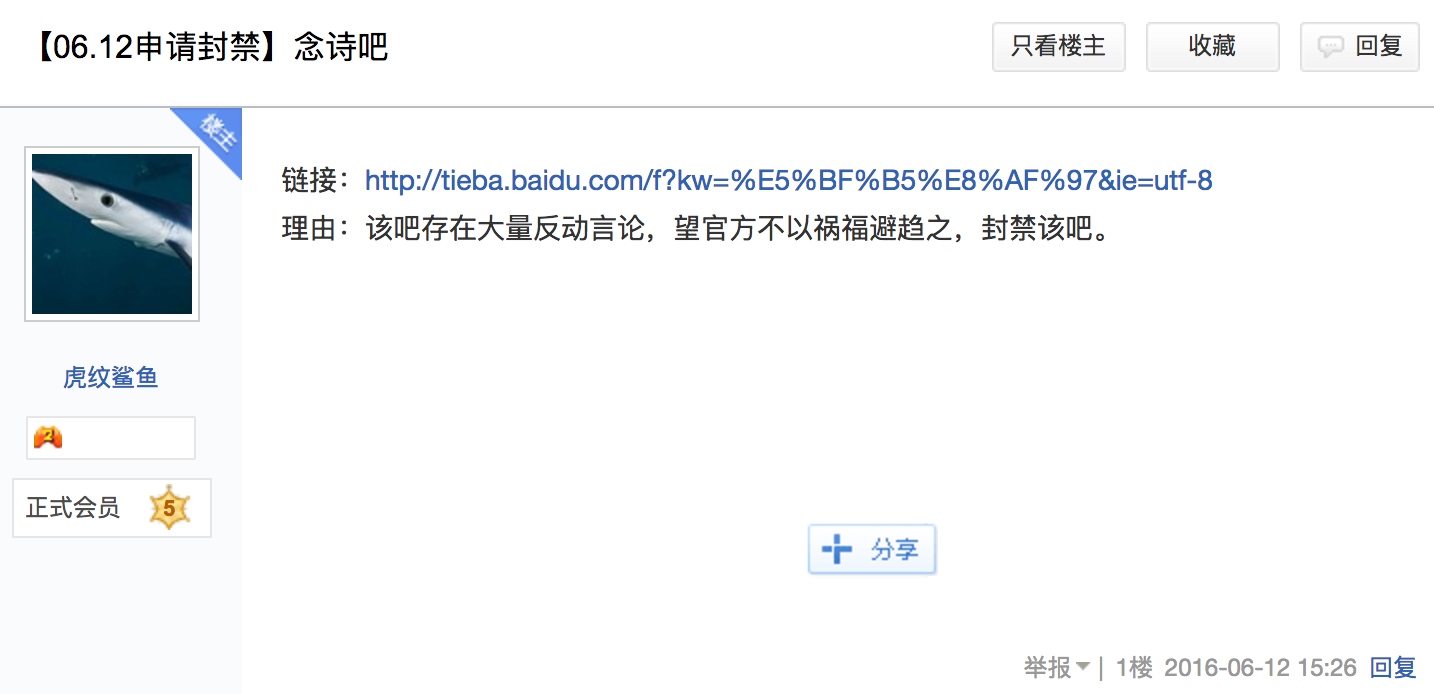 【06.12申请封禁】念诗吧
只看楼主
收藏
回复
楼主
链接：http://tieba.baidu.com/f?kw=%E5%BF%B5%E8%AF%97&ie=utf-8
理由：该吧存在大量反动言论，望官方不以祸福避趋之，封禁该吧。
虎纹鲨鱼
2
正式会员 5
分享
举报 | 1楼 2016-06-12 15:26 回复